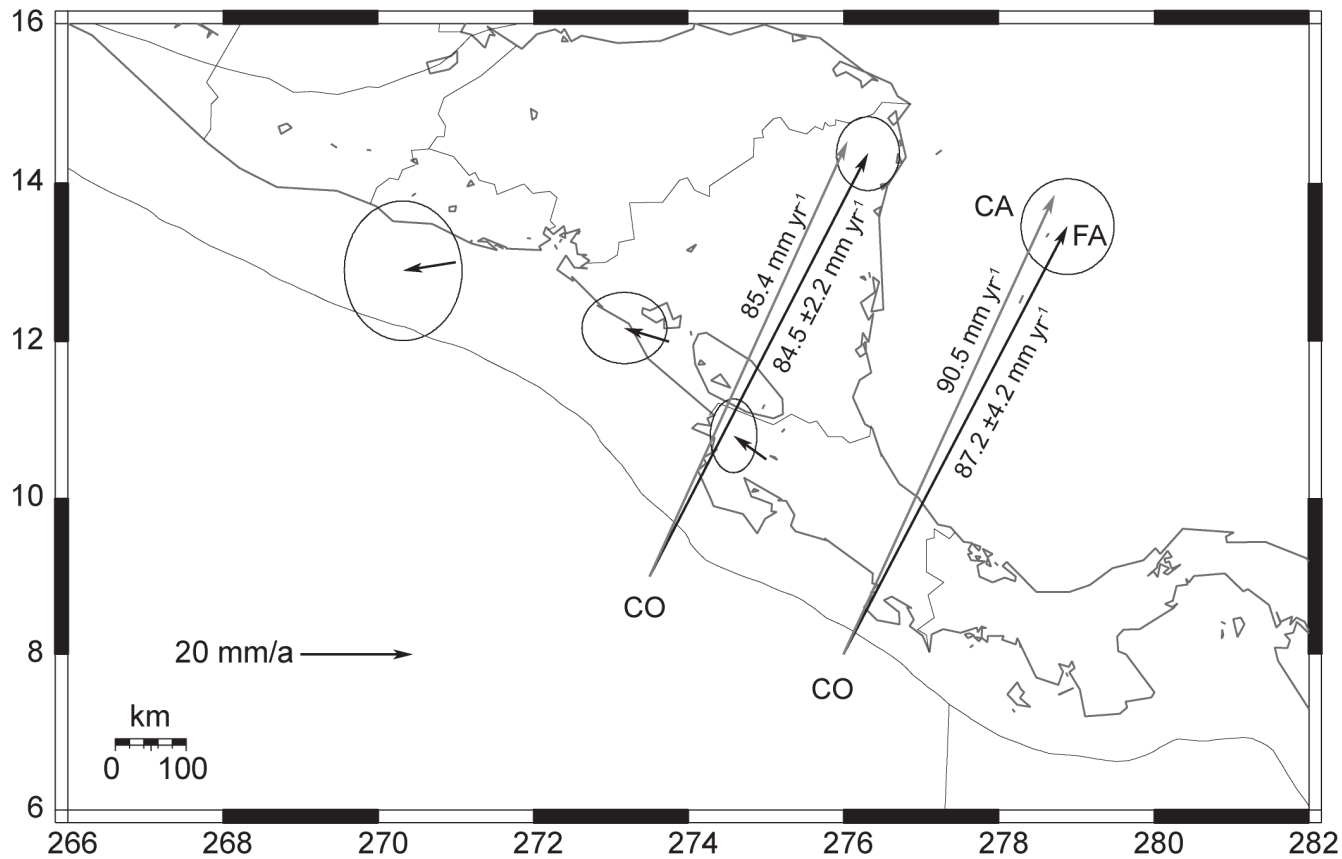 16
14
12
10
8
6
CA
FA
85.4 mm yr-1
84.5 ±2.2 mm yr-1
90.5 mm yr-1
87.2 ±4.2 mm yr-1
CO
CO
20 mm/a
km
0 100
266 268 270 272 274 276 278 280 282